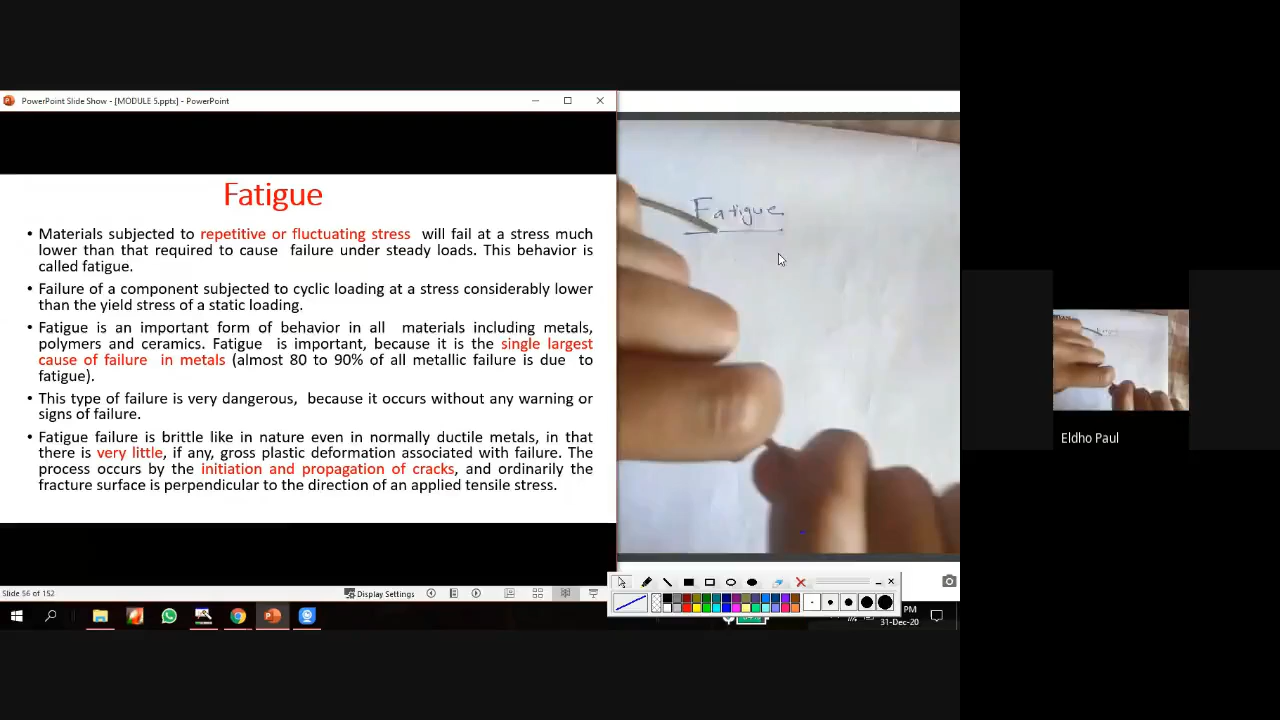 PowerPoint Slide Show - [MODULE 5.pptx] - PowerPoint
Fatigue
• Materials subjected to repetitive or fluctuating stress will fail at a stress much
lower than that required to cause failure under steady loads. This behavior is
called fatigue.
• Failure of a component subjected to cyclic loading at a stress considerably lower
than the yield stress of a static loading.
• Fatigue is an important form of behavior in all materials including metals,
polymers and ceramics. Fatigue is important, because it is the single largest
cause of failure in metals (almost 80 to 90% of all metallic failure is due to
fatigue).
• This type of failure is very dangerous, because it occurs without any warning or
signs of failure.
• Fatigue failure is brittle like in nature even in normally ductile metals, in that
there is very little, if any, gross plastic deformation associated with failure. The
process occurs by the initiation and propagation of cracks, and ordinarily the
fracture surface is perpendicular to the direction of an applied tensile stress.
Slide 56 of 152
Display Settings
Fatigue
PM
31-Dec-20
Eldho Paul